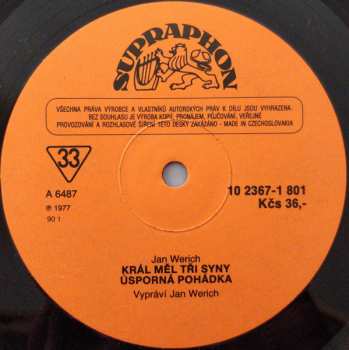 SUPRAPHON
VŠECHNA PRÁVA VÝROBCE A VLASTNÍKŮ AUTORSKÝCH PRÁV K DÍLU JSOU VYHRAZENA.
BEZ SOUHLASU JE VÝROBA KOPIÍ, PRONÁJEM, PŮJČOVÁNÍ, VEŘEJNÉ
PROVOZOVÁNÍ A ROZHLASOVÉ ŠÍŘENÍ TÉTO DESKY ZAKÁZÁNO - MADE IN CZECHOSLOVAKIA
33
A 6487
10 2367-1 801
℗ 1977
Kčs 36,-
90 1
Jan Werich
KRÁL MĚL TŘI SYNY
ÚSPORNÁ POHÁDKA
Vypráví Jan Werich